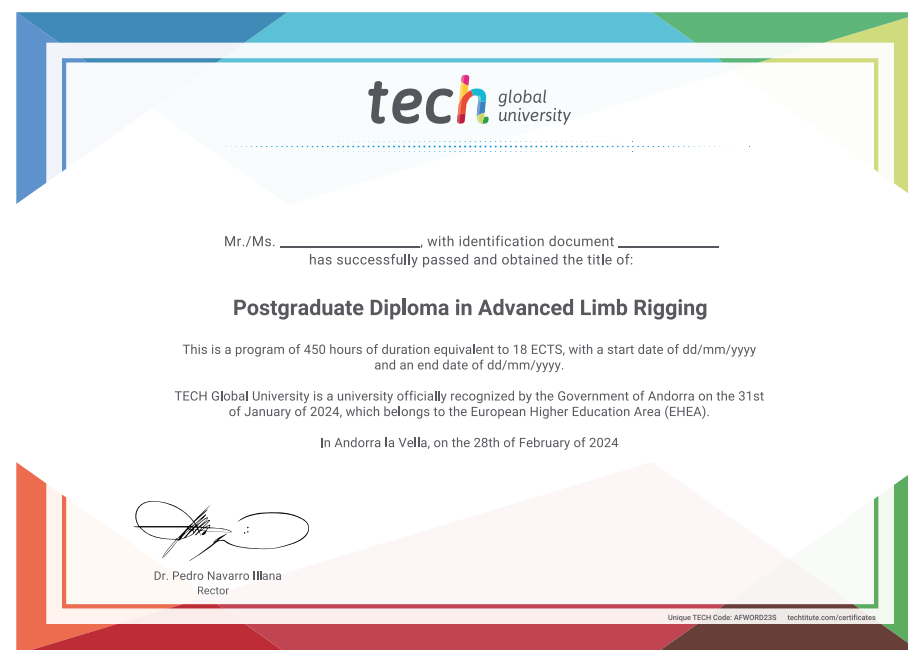 tech global
university
Mr./Ms. ____________________, with identification document ______________
has successfully passed and obtained the title of:
Postgraduate Diploma in Advanced Limb Rigging
This is a program of 450 hours of duration equivalent to 18 ECTS, with a start date of dd/mm/yyyy
and an end date of dd/mm/yyyy.
TECH Global University is a university officially recognized by the Government of Andorra on the 31st
of January of 2024, which belongs to the European Higher Education Area (EHEA).
In Andorra la Vella, on the 28th of February of 2024
Dr. Pedro Navarro Illana
Rector
Unique TECH Code: AFWORD23S techtitute.com/certificates